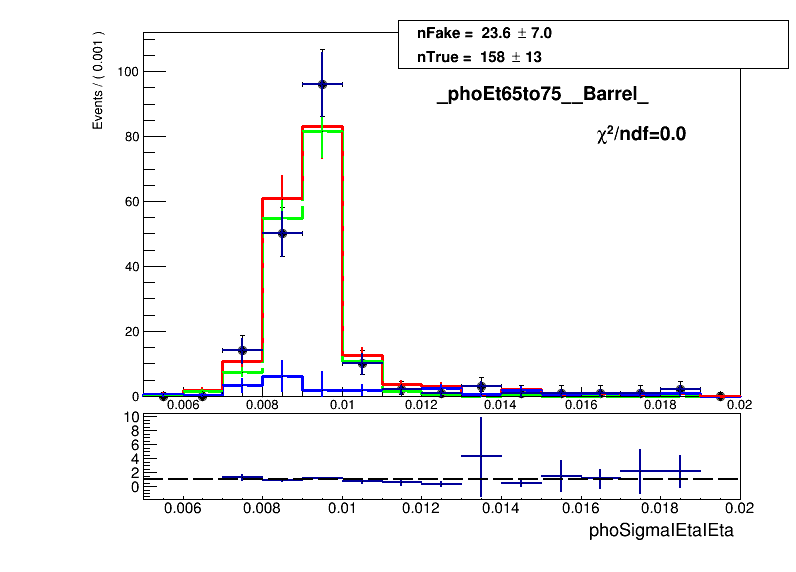 nFake = 23.6 ± 7.0
nTrue = 158 ± 13
Events / ( 0.001 )
_phoEt65to75__Barrel_
χ²/ndf=0.0
100
80
60
40
20
0
0.006 0.008 0.01 0.012 0.014 0.016 0.018 0.02
10
8
6
4
2
0
0.006 0.008 0.01 0.012 0.014 0.016 0.018 0.02
phoSigmaIEtaIEta